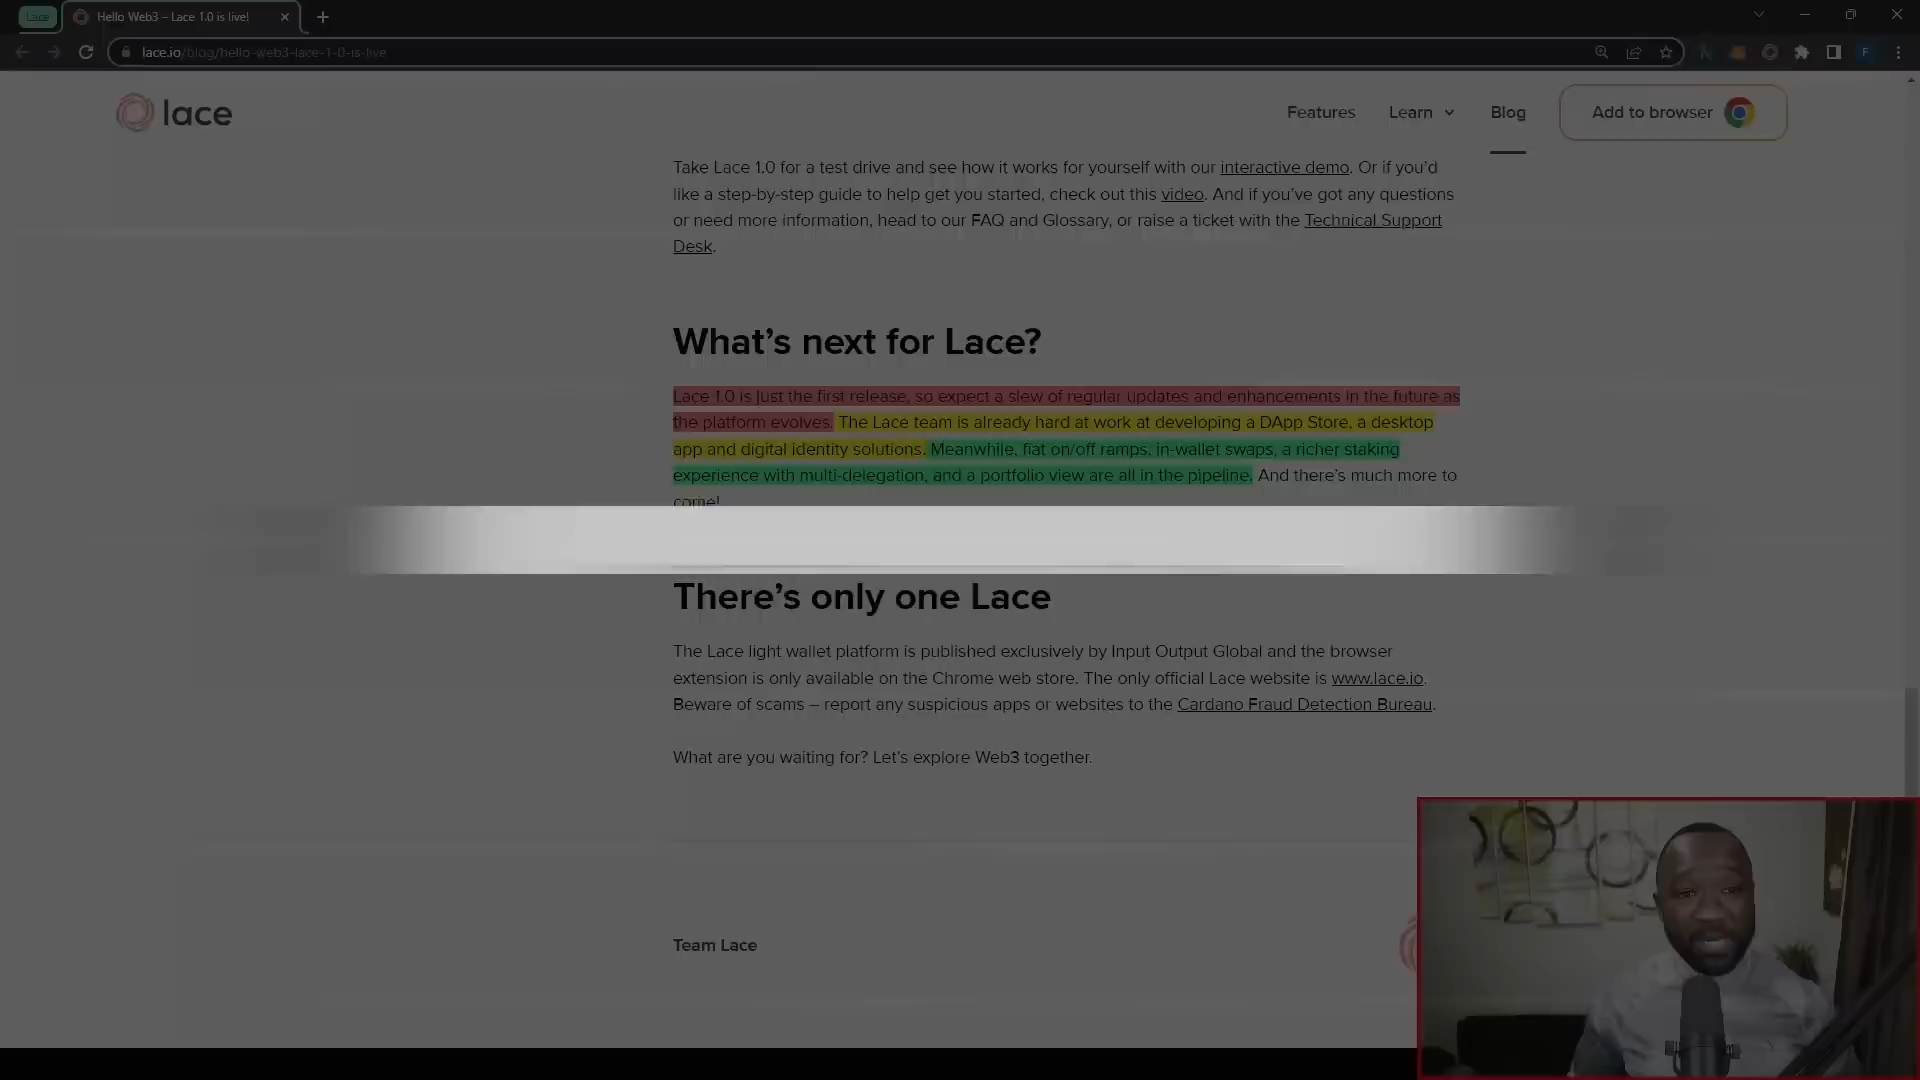 Lace
Hello Web3 – Lace 1.0 is live!
lace.io/blog/hello-web3-lace-1-0-is-live
F
lace
Features
Learn
Blog
Add to browser
Take Lace 1.0 for a test drive and see how it works for yourself with our interactive demo. Or if you’d
like a step-by-step guide to help get you started, check out this video. And if you’ve got any questions
or need more information, head to our FAQ and Glossary, or raise a ticket with the Technical Support
Desk.
What’s next for Lace?
Lace 1.0 is just the first release, so expect a slew of regular updates and enhancements in the future as
the platform evolves. The Lace team is already hard at work at developing a DApp Store, a desktop
app and digital identity solutions. Meanwhile, fiat on/off ramps, in-wallet swaps, a richer staking
experience with multi-delegation, and a portfolio view are all in the pipeline. And there’s much more to
come!
There’s only one Lace
The Lace light wallet platform is published exclusively by Input Output Global and the browser
extension is only available on the Chrome web store. The only official Lace website is www.lace.io.
Beware of scams – report any suspicious apps or websites to the Cardano Fraud Detection Bureau.
What are you waiting for? Let’s explore Web3 together.
Team Lace